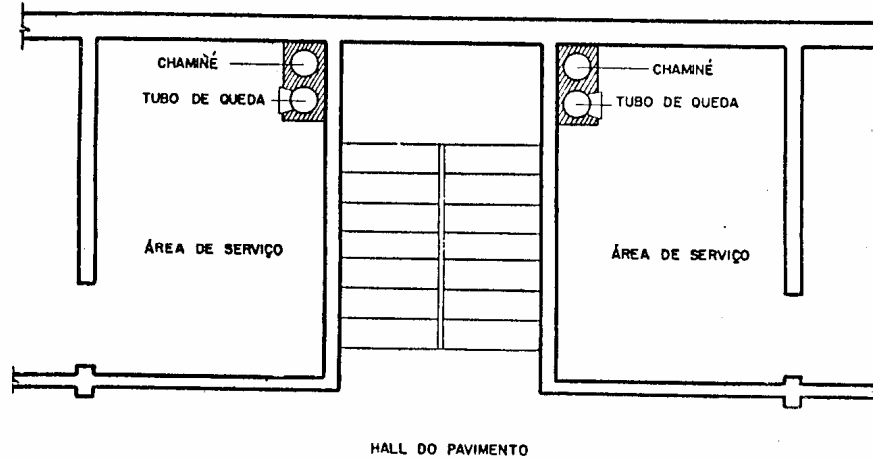 CHAMINÉ
CHAMINÉ
TUBO DE QUEDA
TUBO DE QUEDA
ÁREA DE SERVIÇO
ÁREA DE SERVIÇO
HALL DO PAVIMENTO